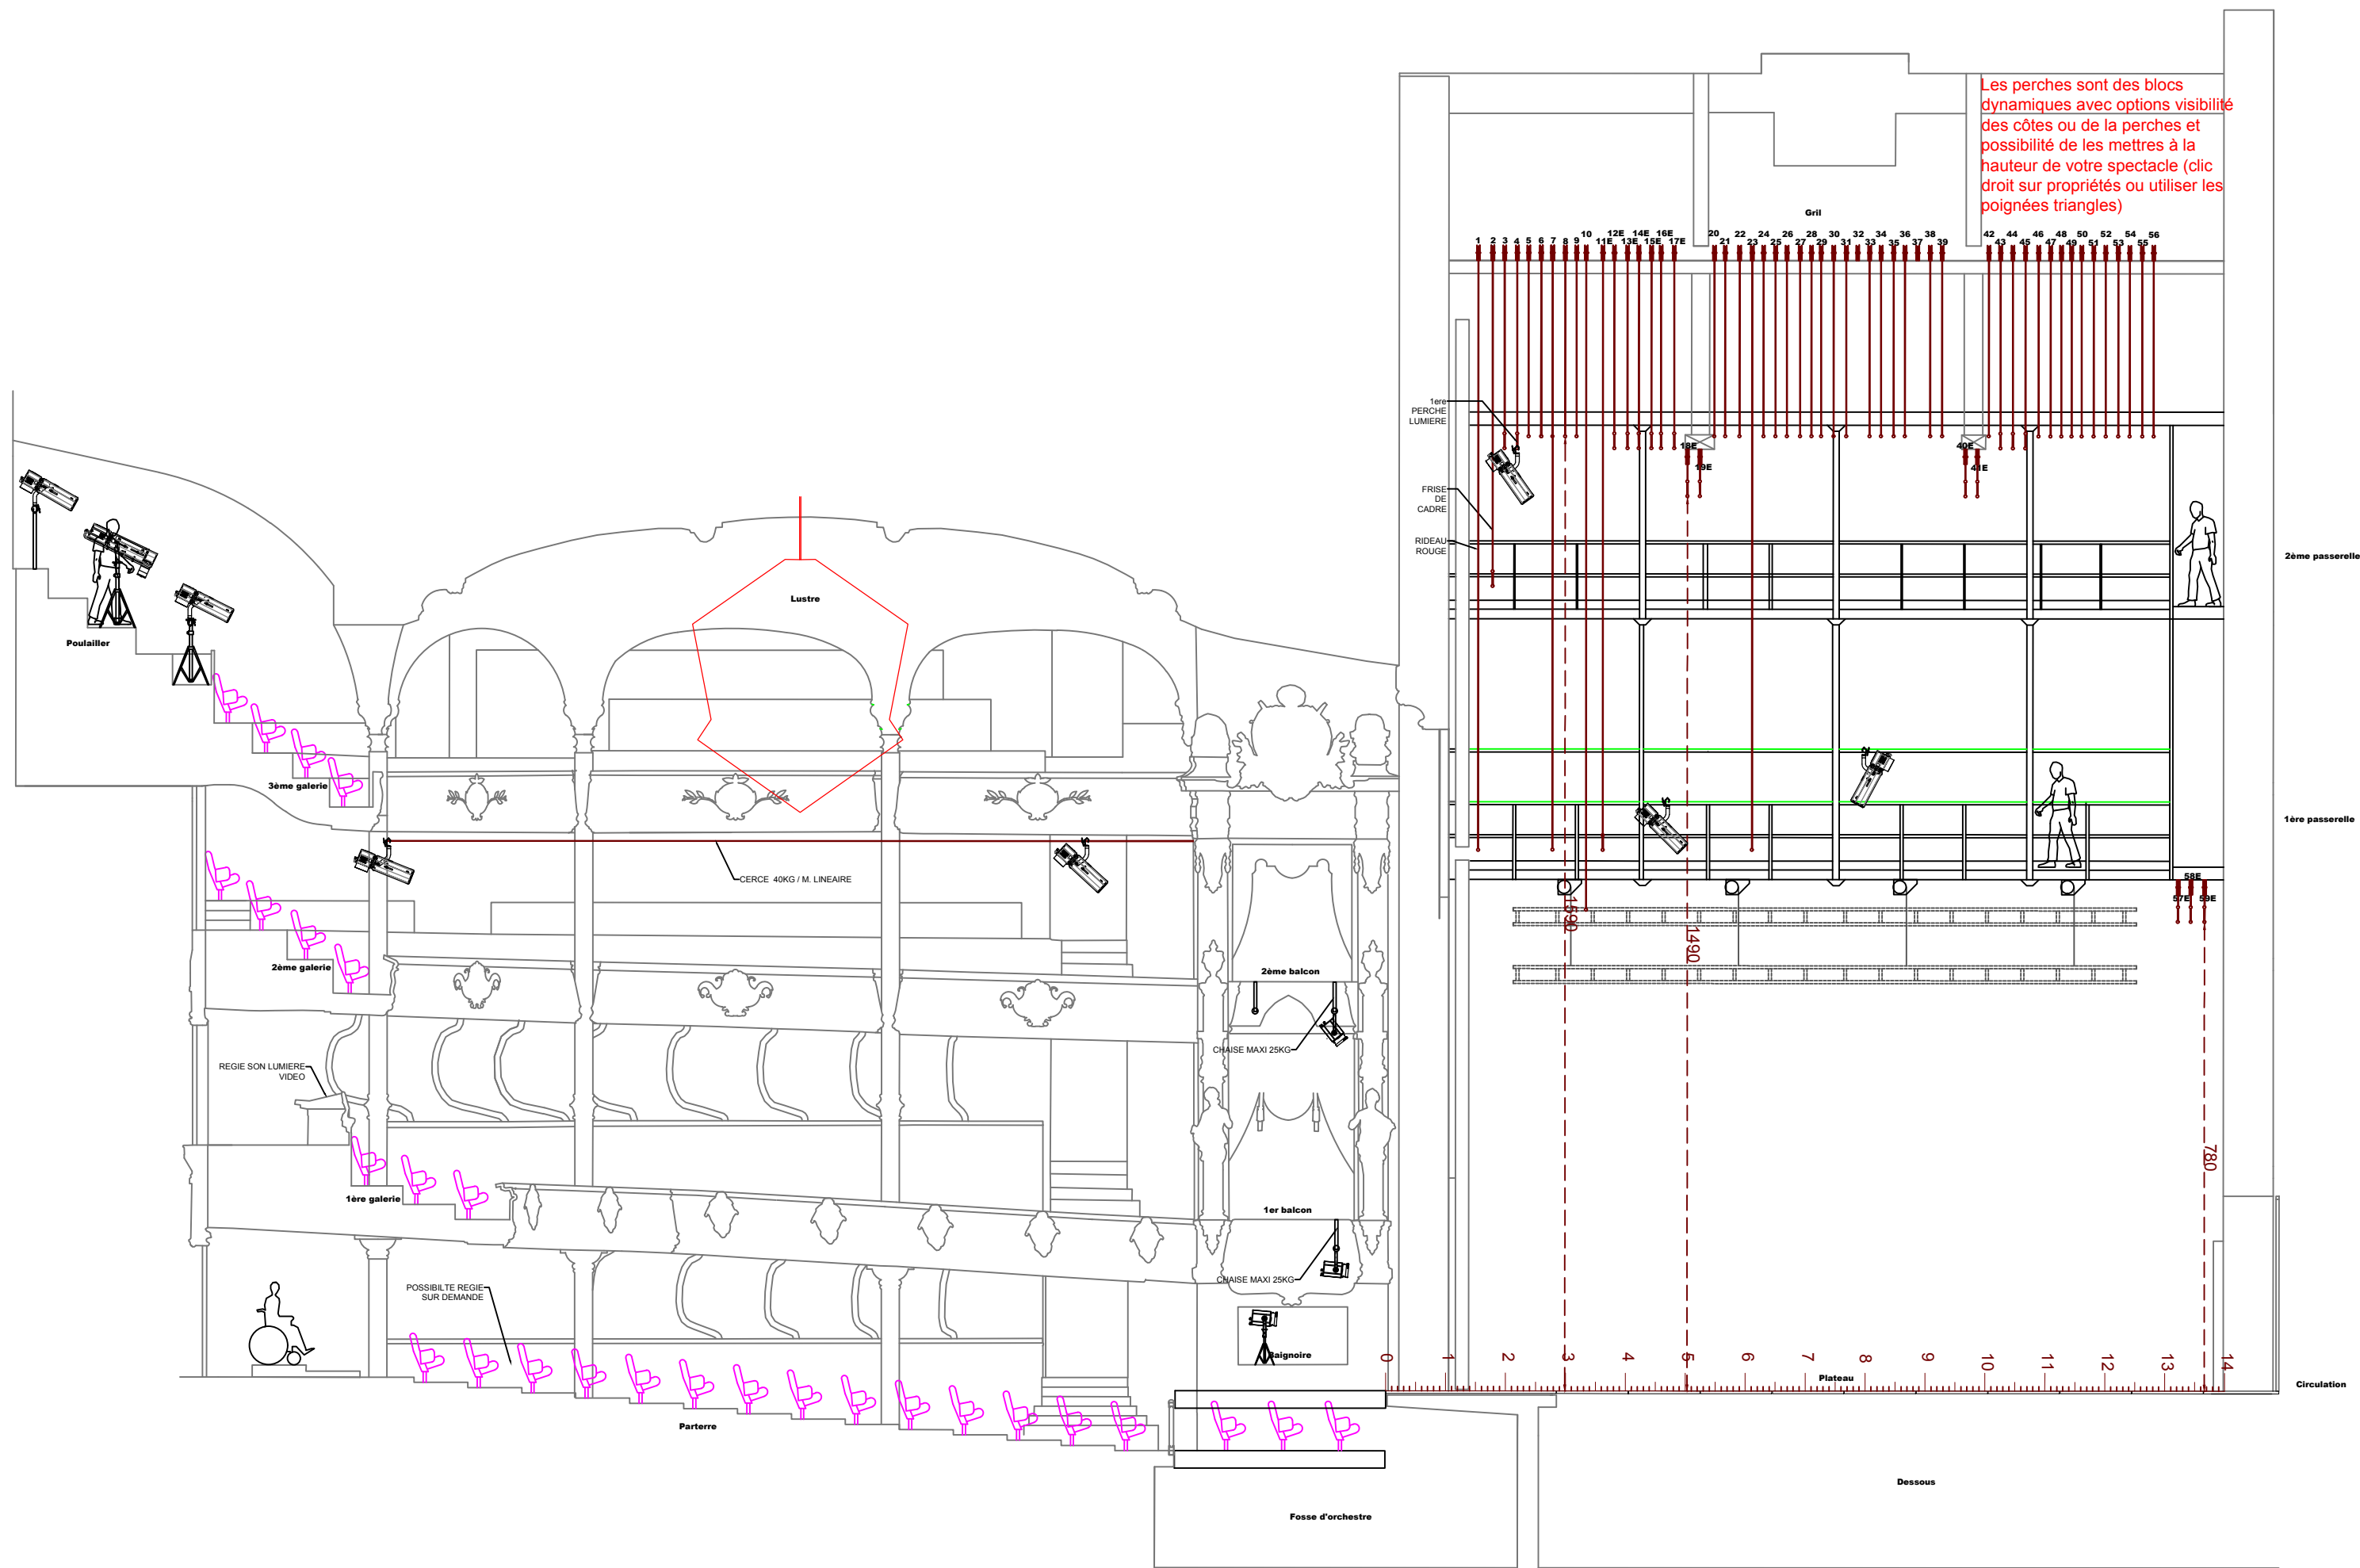 Les perches sont des blocs
dynamiques avec options visibilité
des côtes ou de la perches et
possibilité de les mettres à la
hauteur de votre spectacle (clic
droit sur propriétés ou utiliser les
poignées triangles)
Gril
1 2 3 4 5 6 7 8 9 10 11E 12E 13E 14E 15E 16E 17E 20 21 22 23 24 25 26 27 28 29 30 31 32 33 34 35 36 37 38 39 42 43 44 45 46 47 48 49 50 51 52 53 54 55 56
1ere
PERCHE
LUMIERE
18E
19E
40E
41E
FRISE
DE
CADRE
RIDEAU
ROUGE
2ème passerelle
Lustre
Poulailler
3ème galerie
1ère passerelle
CERCE 40KG / M. LINEAIRE
57E
58E
59E
1590
1490
2ème galerie
2ème balcon
CHAISE MAXI 25KG
REGIE SON LUMIERE
VIDEO
780
1ère galerie
1er balcon
CHAISE MAXI 25KG
POSSIBILTE REGIE
SUR DEMANDE
Baignoire
0 1 2 3 4 5 6 7 8 9 10 11 12 13 14
Plateau
Circulation
Parterre
Dessous
Fosse d'orchestre